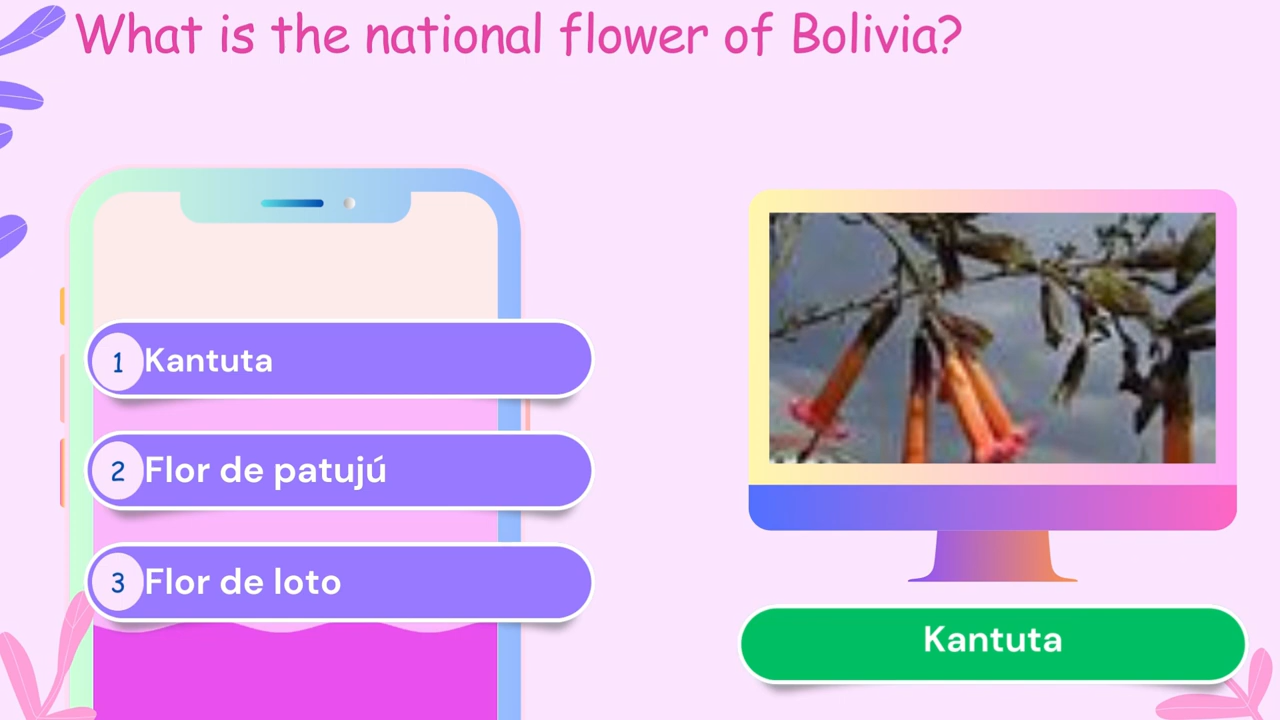 What is the national flower of Bolivia?
1 Kantuta
2 Flor de patujú
3 Flor de loto
Kantuta